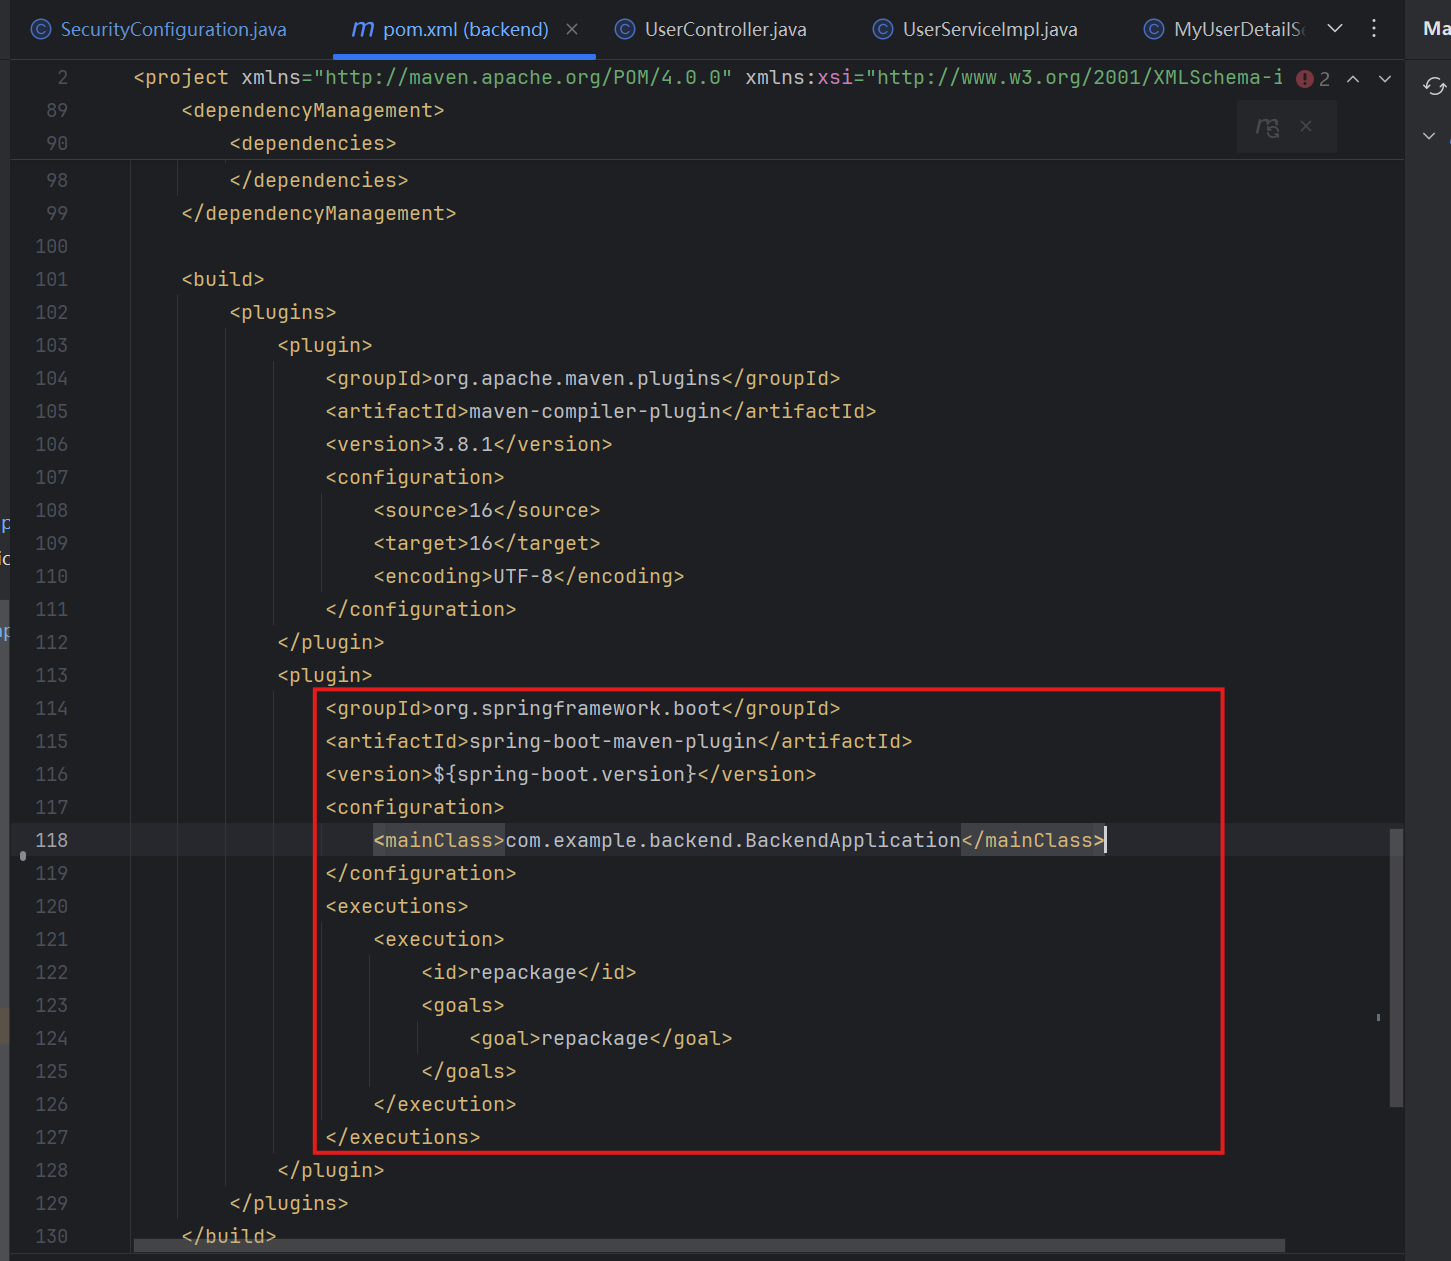 SecurityConfiguration.java
pom.xml (backend)
UserController.java
UserServiceImpl.java
MyUserDetailSe
Ma
2 <project xmlns="http://maven.apache.org/POM/4.0.0" xmlns:xsi="http://www.w3.org/2001/XMLSchema-i
2
89 <dependencyManagement>
90 <dependencies>
98 </dependencies>
99 </dependencyManagement>
100
101 <build>
102 <plugins>
103 <plugin>
104 <groupId>org.apache.maven.plugins</groupId>
105 <artifactId>maven-compiler-plugin</artifactId>
106 <version>3.8.1</version>
107 <configuration>
108 <source>16</source>
109 <target>16</target>
110 <encoding>UTF-8</encoding>
111 </configuration>
112 </plugin>
113 <plugin>
114 <groupId>org.springframework.boot</groupId>
115 <artifactId>spring-boot-maven-plugin</artifactId>
116 <version>${spring-boot.version}</version>
117 <configuration>
118 <mainClass>com.example.backend.BackendApplication</mainClass>
119 </configuration>
120 <executions>
121 <execution>
122 <id>repackage</id>
123 <goals>
124 <goal>repackage</goal>
125 </goals>
126 </execution>
127 </executions>
128 </plugin>
129 </plugins>
130 </build>